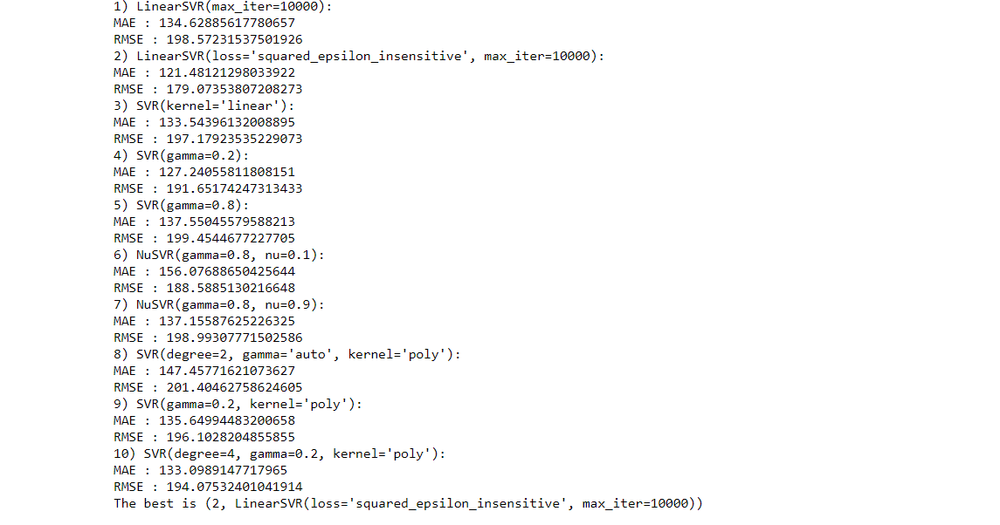 1) LinearSVR(max_iter=10000):
MAE : 134.62885617780657
RMSE : 198.57231537501926
2) LinearSVR(loss='squared_epsilon_insensitive', max_iter=10000):
MAE : 121.48121298033922
RMSE : 179.07353807208273
3) SVR(kernel='linear'):
MAE : 133.54396132008895
RMSE : 197.17923535229073
4) SVR(gamma=0.2):
MAE : 127.24055811808151
RMSE : 191.65174247313433
5) SVR(gamma=0.8):
MAE : 137.55045579588213
RMSE : 199.4544677227705
6) NuSVR(gamma=0.8, nu=0.1):
MAE : 156.07688650425644
RMSE : 188.5885130216648
7) NuSVR(gamma=0.8, nu=0.9):
MAE : 137.15587625226325
RMSE : 198.99307771502586
8) SVR(degree=2, gamma='auto', kernel='poly'):
MAE : 147.45771621073627
RMSE : 201.40462758624605
9) SVR(gamma=0.2, kernel='poly'):
MAE : 135.64994483200658
RMSE : 196.1028204855855
10) SVR(degree=4, gamma=0.2, kernel='poly'):
MAE : 133.0989147717965
RMSE : 194.07532401041914
The best is (2, LinearSVR(loss='squared_epsilon_insensitive', max_iter=10000))